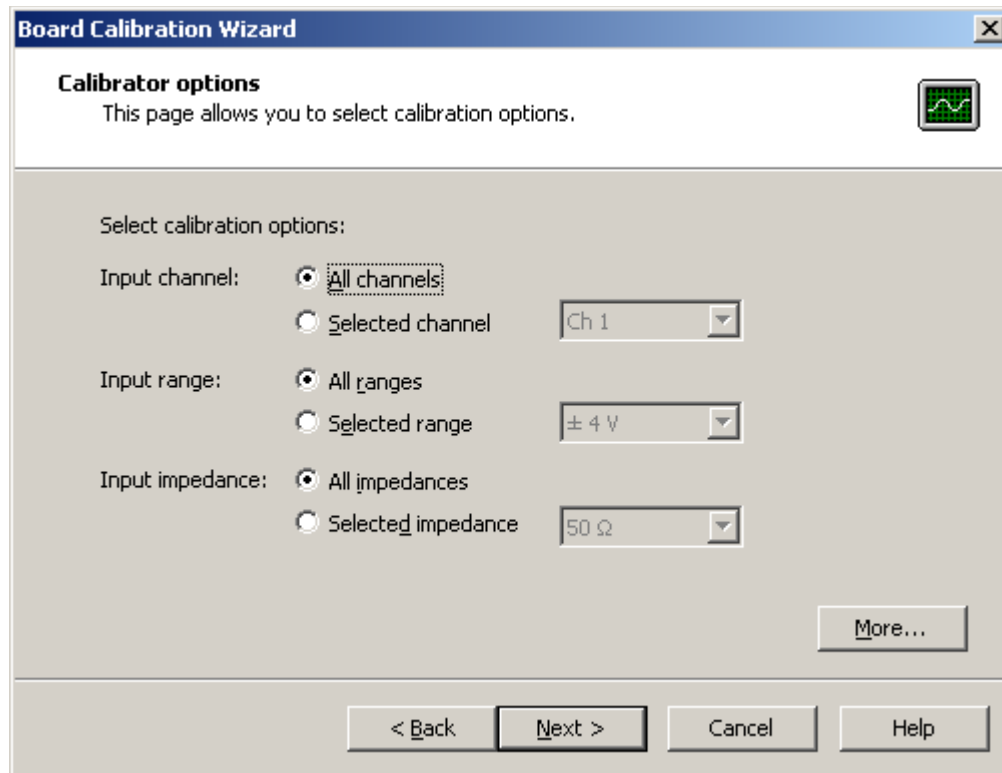 Board Calibration Wizard
Calibrator options
This page allows you to select calibration options.
Select calibration options:
Input channel: All channels
Selected channel Ch 1
Input range: All ranges
Selected range ± 4 V
Input impedance: All impedances
Selected impedance 50 Ω
More...
< Back Next > Cancel Help